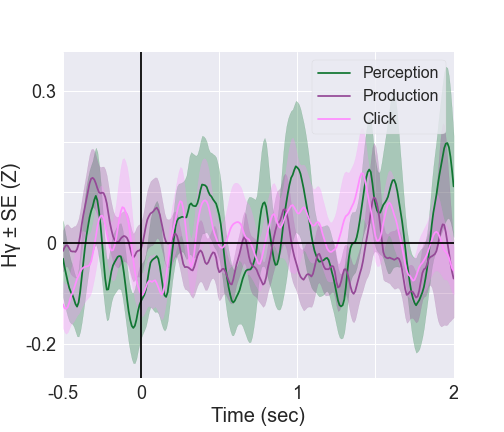 Perception
Production
Click
0.3
0
-0.2
Hγ ± SE (Z)
-0.5
0
1
2
Time (sec)